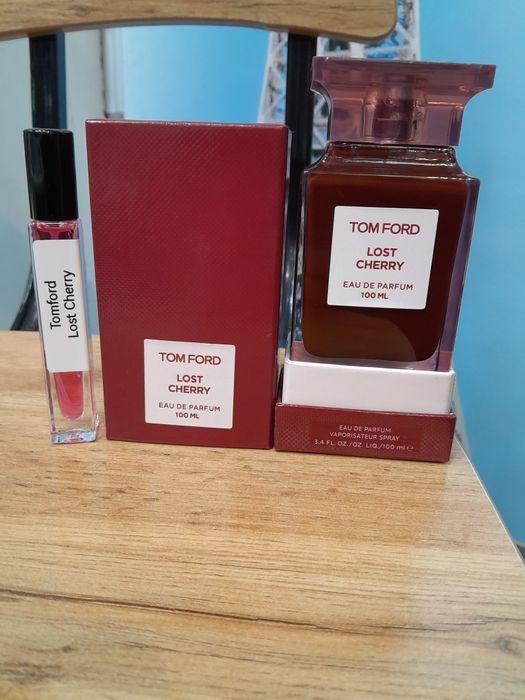 Tomford
Lost Cherry
TOM FORD
LOST
CHERRY
EAU DE PARFUM
100 ML
TOM FORD
LOST
CHERRY
EAU DE PARFUM
100 ML
EAU DE PARFUM
VAPORISATEUR SPRAY
3.4 FL. OZ./OZ. LIQ./100 ml ℮